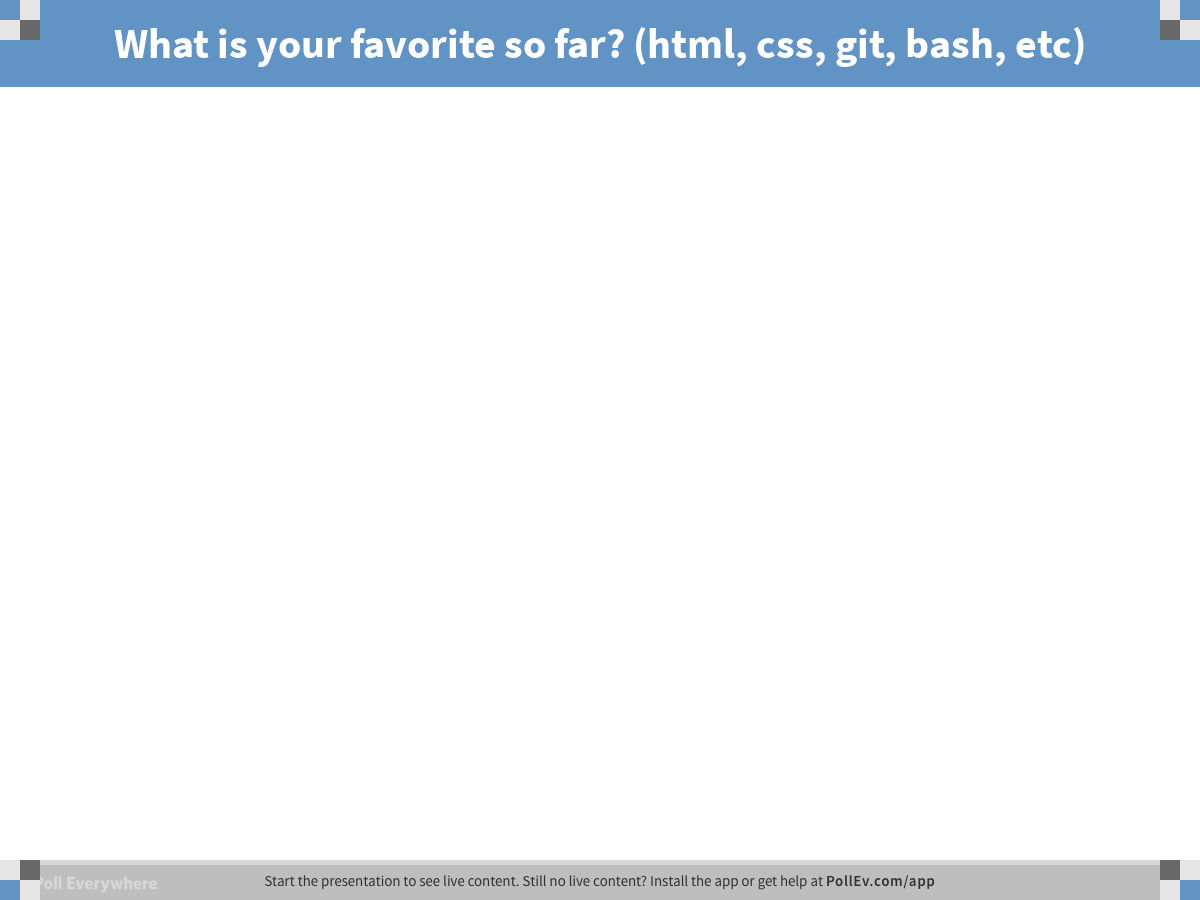 What is your favorite so far? (html, css, git, bash, etc)
Poll Everywhere
Start the presentation to see live content. Still no live content? Install the app or get help at PollEv.com/app